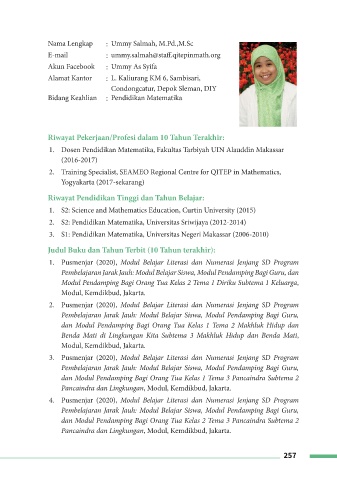 Nama Lengkap : Ummy Salmah, M.Pd.,M.Sc
E-mail : ummy.salmah@staff.qitepinmath.org
Akun Facebook : Ummy As Syifa
Alamat Kantor : L. Kaliurang KM 6, Sambisari,
Condongcatur, Depok Sleman, DIY
Bidang Keahlian : Pendidikan Matematika
Riwayat Pekerjaan/Profesi dalam 10 Tahun Terakhir:
1. Dosen Pendidikan Matematika, Fakultas Tarbiyah UIN Alauddin Makassar
(2016-2017)
2. Training Specialist, SEAMEO Regional Centre for QITEP in Mathematics,
Yogyakarta (2017-sekarang)
Riwayat Pendidikan Tinggi dan Tahun Belajar:
1. S2: Science and Mathematics Education, Curtin University (2015)
2. S2: Pendidikan Matematika, Universitas Sriwijaya (2012-2014)
3. S1: Pendidikan Matematika, Universitas Negeri Makassar (2006-2010)
Judul Buku dan Tahun Terbit (10 Tahun terakhir):
1. Pusmenjar (2020), Modul Belajar Literasi dan Numerasi Jenjang SD Program
Pembelajaran Jarak Jauh: Modul Belajar Siswa, Modul Pendamping Bagi Guru, dan
Modul Pendamping Bagi Orang Tua Kelas 2 Tema 1 Diriku Subtema 1 Keluarga,
Modul, Kemdikbud, Jakarta.
2. Pusmenjar (2020), Modul Belajar Literasi dan Numerasi Jenjang SD Program
Pembelajaran Jarak Jauh: Modul Belajar Siswa, Modul Pendamping Bagi Guru,
dan Modul Pendamping Bagi Orang Tua Kelas 1 Tema 2 Makhluk Hidup dan
Benda Mati di Lingkungan Kita Subtema 3 Makhluk Hidup dan Benda Mati,
Modul, Kemdikbud, Jakarta.
3. Pusmenjar (2020), Modul Belajar Literasi dan Numerasi Jenjang SD Program
Pembelajaran Jarak Jauh: Modul Belajar Siswa, Modul Pendamping Bagi Guru,
dan Modul Pendamping Bagi Orang Tua Kelas 1 Tema 3 Pancaindra Subtema 2
Pancaindra dan Lingkungan, Modul, Kemdikbud, Jakarta.
4. Pusmenjar (2020), Modul Belajar Literasi dan Numerasi Jenjang SD Program
Pembelajaran Jarak Jauh: Modul Belajar Siswa, Modul Pendamping Bagi Guru,
dan Modul Pendamping Bagi Orang Tua Kelas 2 Tema 3 Pancaindra Subtema 2
Pancaindra dan Lingkungan, Modul, Kemdikbud, Jakarta.
257